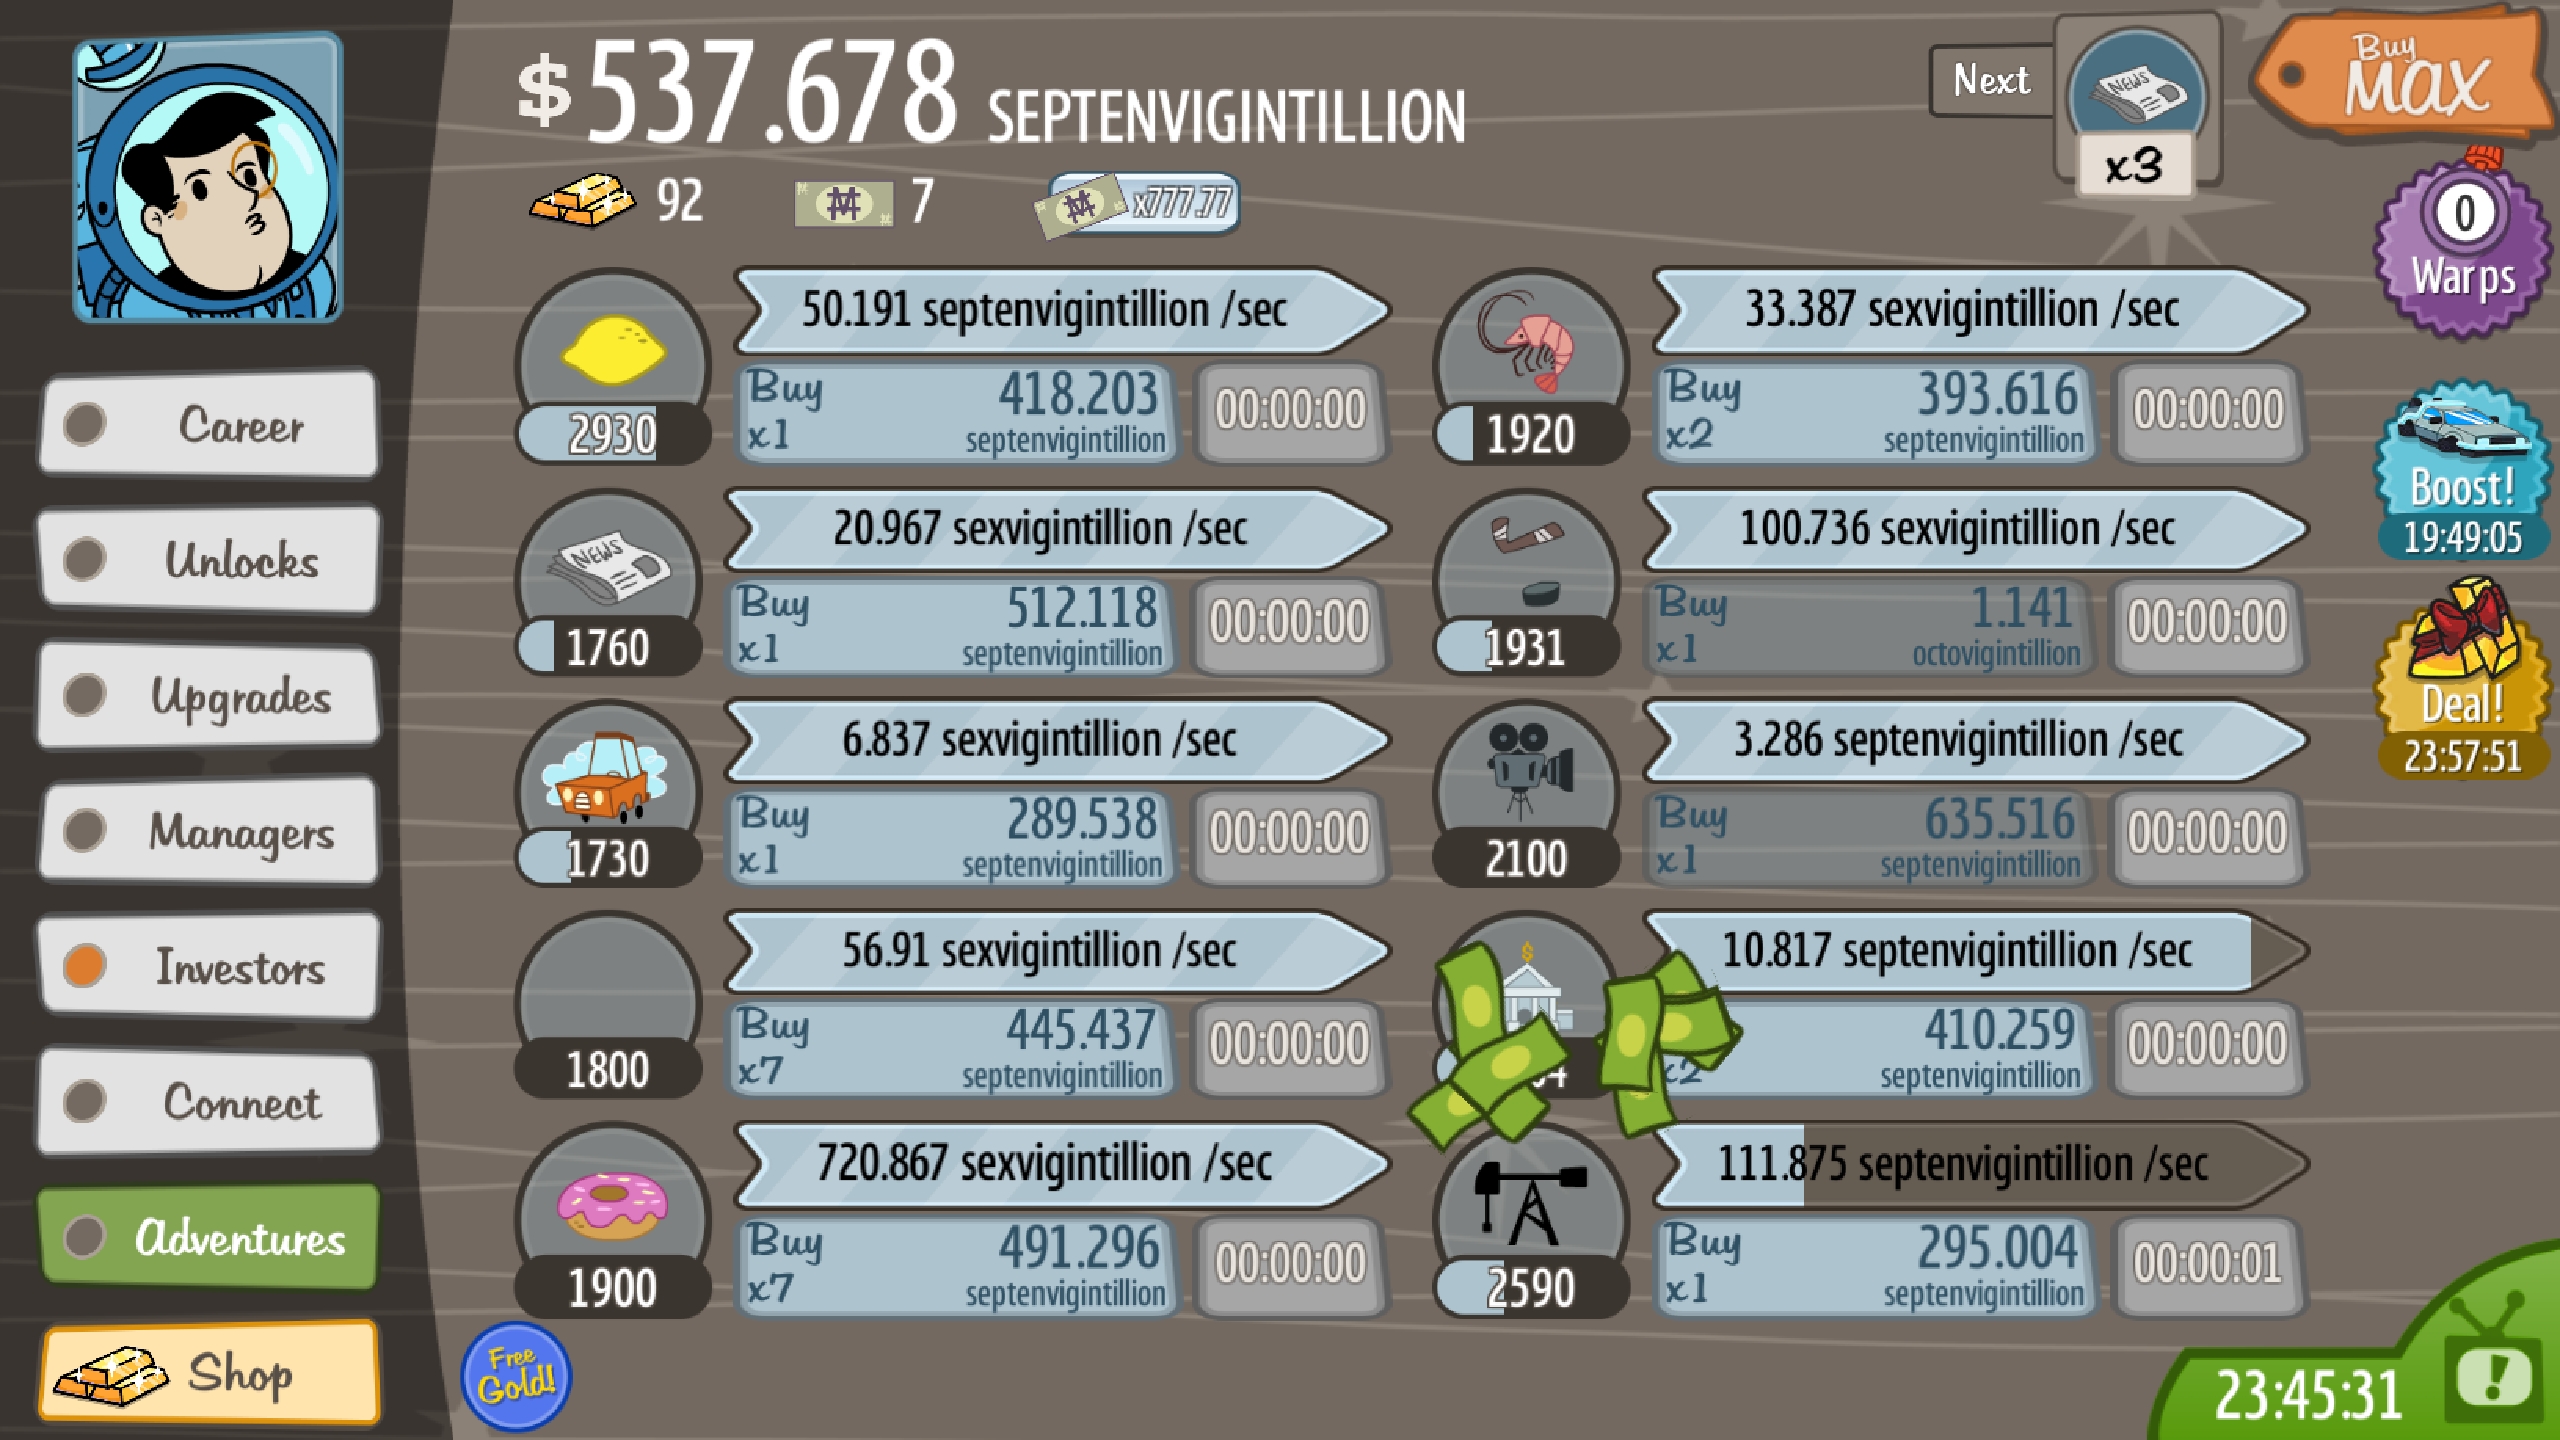 $537.678 SEPTENVIGINTILLION
Next
NEWS
x3
Buy
MAX
92
7
x777.77
0
Warps
Boost!
19:49:05
Deal!
23:57:51
Career
Unlocks
Upgrades
Managers
Investors
Connect
Adventures
Shop
50.191 septenvigintillion /sec
2930
Buy
x1
418.203
septenvigintillion
00:00:00
33.387 sexvigintillion /sec
1920
Buy
x2
393.616
septenvigintillion
00:00:00
NEWS
20.967 sexvigintillion /sec
1760
Buy
x1
512.118
septenvigintillion
00:00:00
100.736 sexvigintillion /sec
1931
Buy
x1
1.141
octovigintillion
00:00:00
6.837 sexvigintillion /sec
1730
Buy
x1
289.538
septenvigintillion
00:00:00
3.286 septenvigintillion /sec
2100
Buy
x1
635.516
septenvigintillion
00:00:00
56.91 sexvigintillion /sec
1800
Buy
x7
445.437
septenvigintillion
00:00:00
10.817 septenvigintillion /sec
x2
410.259
septenvigintillion
00:00:00
720.867 sexvigintillion /sec
1900
Buy
x7
491.296
septenvigintillion
00:00:00
111.875 septenvigintillion /sec
2590
Buy
x1
295.004
septenvigintillion
00:00:01
Free
Gold!
23:45:31